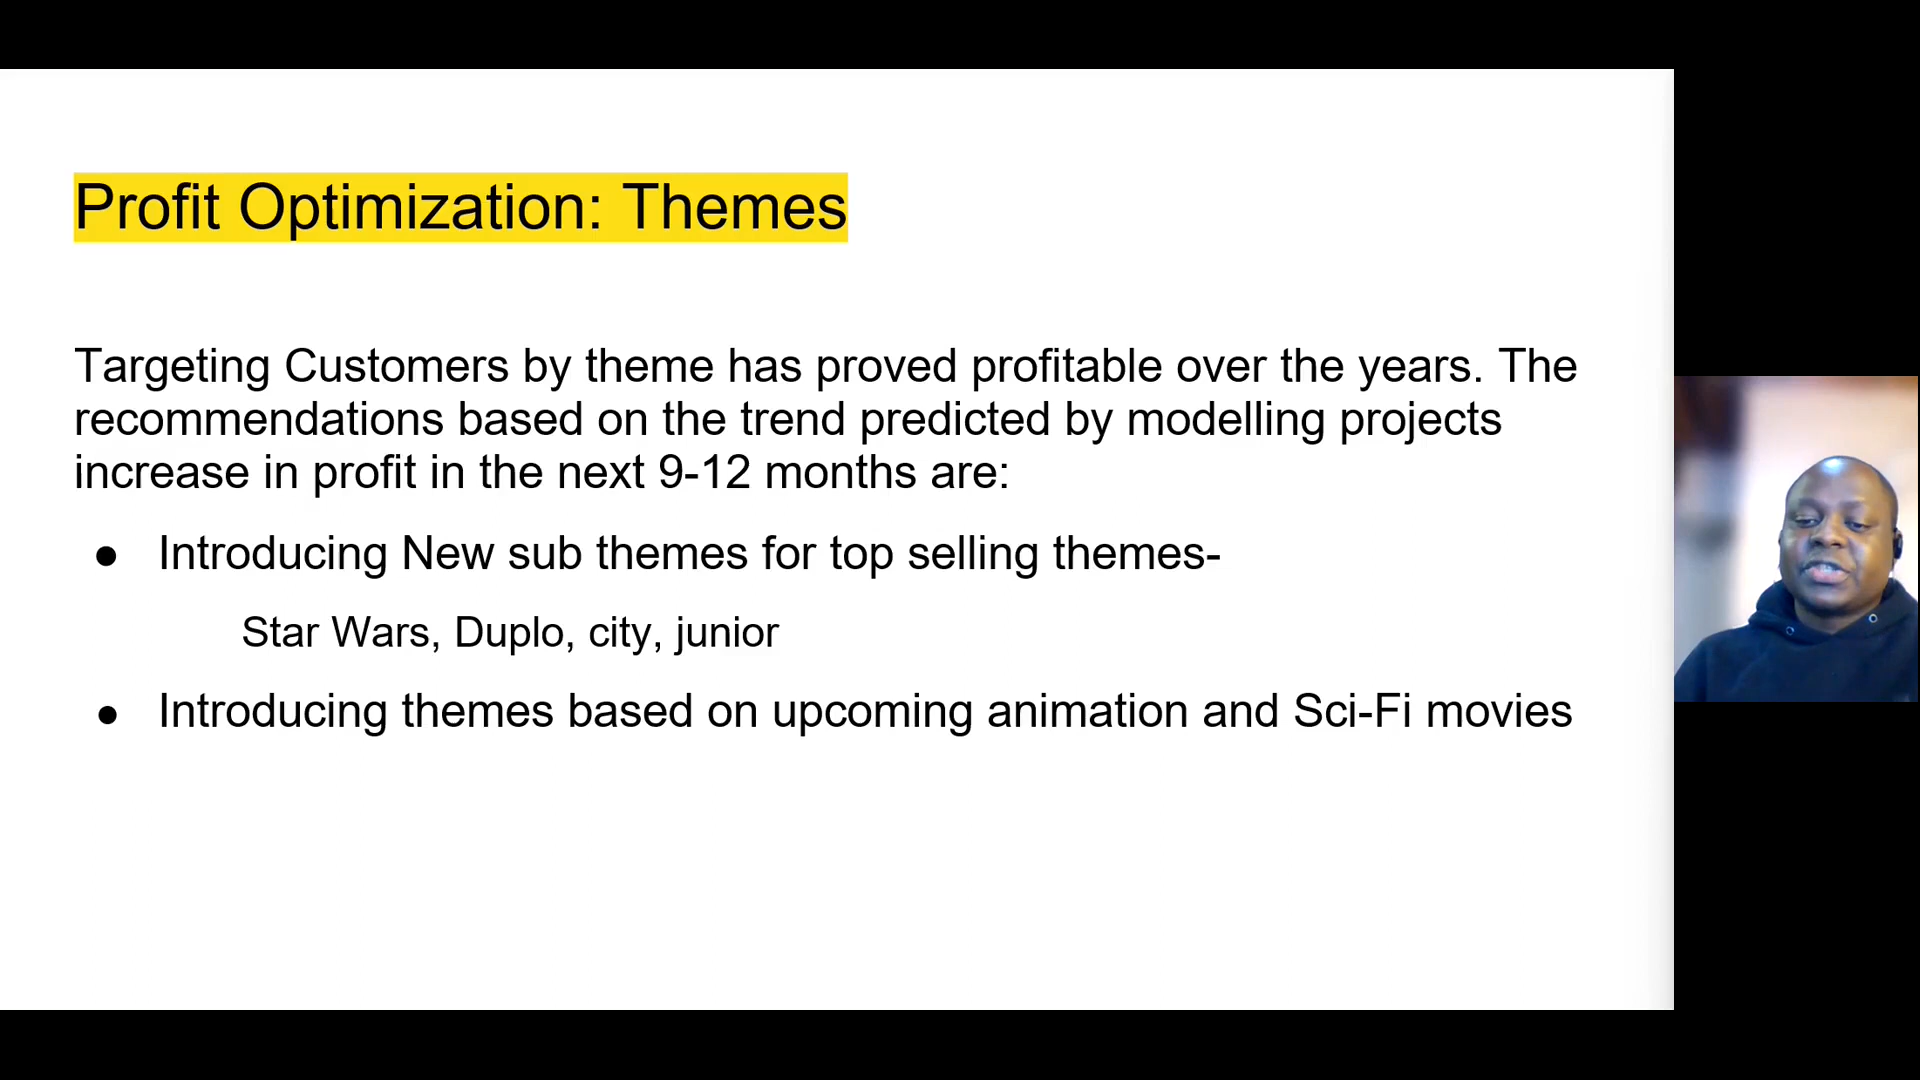 Profit Optimization: Themes
Targeting Customers by theme has proved profitable over the years. The
recommendations based on the trend predicted by modelling projects
increase in profit in the next 9-12 months are:
● Introducing New sub themes for top selling themes-
Star Wars, Duplo, city, junior
● Introducing themes based on upcoming animation and Sci-Fi movies